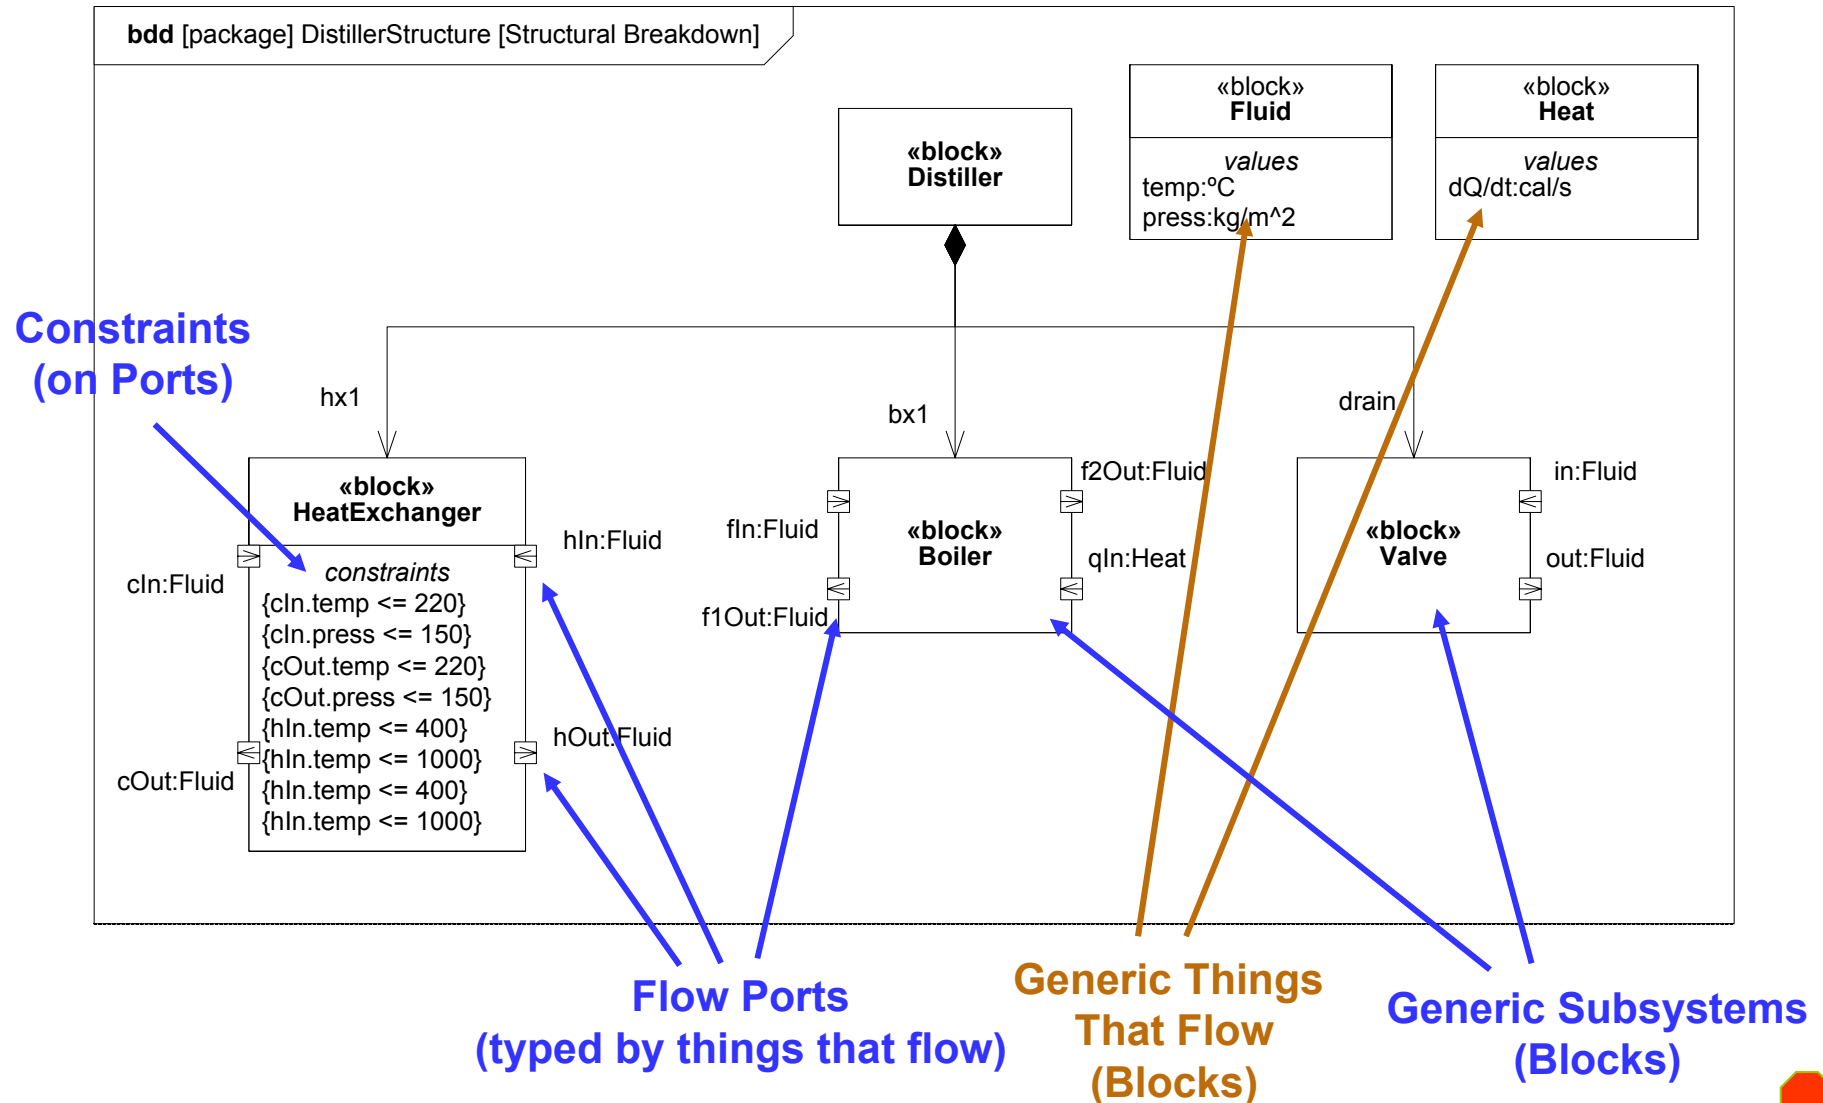 bdd [package] DistillerStructure [Structural Breakdown]
«block»
Distiller
«block»
Fluid
values
temp:ºC
press:kg/m^2
«block»
Heat
values
dQ/dt:cal/s
Constraints
(on Ports)
hx1
bx1
drain
«block»
HeatExchanger
constraints
{cIn.temp <= 220}
{cIn.press <= 150}
{cOut.temp <= 220}
{cOut.press <= 150}
{hIn.temp <= 400}
{hIn.temp <= 1000}
{hIn.temp <= 400}
{hIn.temp <= 1000}
cIn:Fluid
cOut:Fluid
hIn:Fluid
hOut:Fluid
«block»
Boiler
fIn:Fluid
f1Out:Fluid
f2Out:Fluid
qIn:Heat
«block»
Valve
in:Fluid
out:Fluid
Flow Ports
(typed by things that flow)
Generic Things
That Flow
(Blocks)
Generic Subsystems
(Blocks)